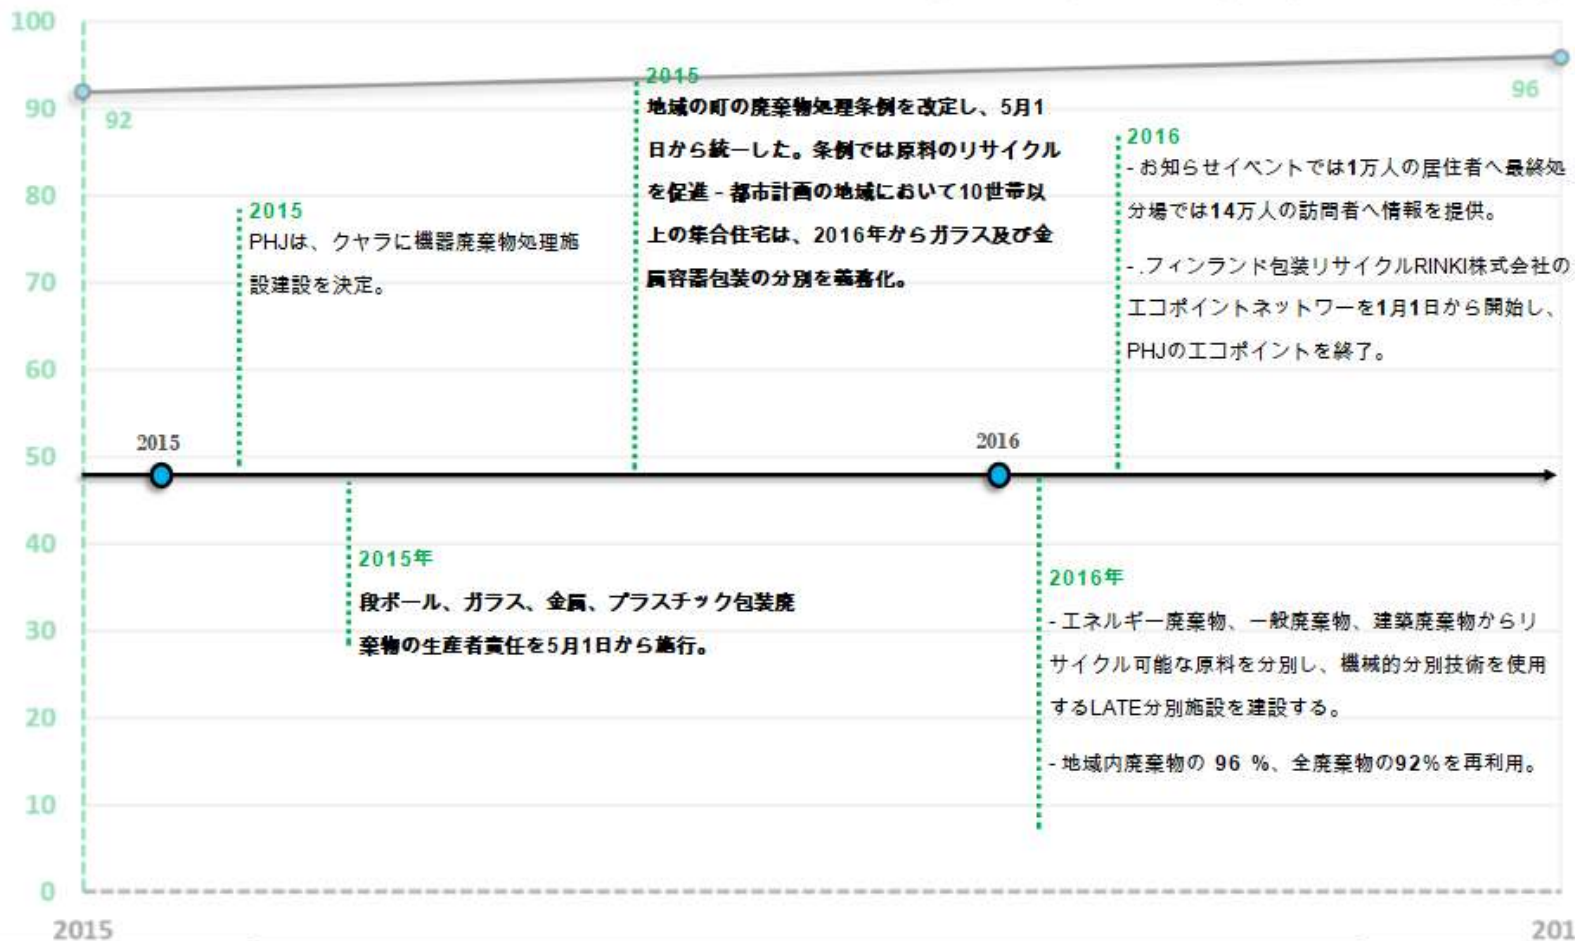 100
90
80
70
60
50
40
30
20
10
0
92
96
2015
PHJは、クヤラに機器廃棄物処理施
設建設を決定。
2015
地域の町の廃棄物処理条例を改定し、5月1
日から統一した。条例では原料のリサイクル
を促進 - 都市計画の地域において10世帯以
上の集合住宅は、2016年からガラス及び金
属容器包装の分別を義務化。
2016
- お知らせイベントでは1万人の居住者へ最終処
分場では14万人の訪問者へ情報を提供。
- .フィンランド包装リサイクルRINKI株式会社の
エコポイントネットワーを1月1日から開始し、
PHJのエコポイントを終了。
2015
2016
2015年
段ボール、ガラス、金属、プラスチック包装廃
棄物の生産者責任を5月1日から施行。
2016年
- エネルギー廃棄物、一般廃棄物、建築廃棄物からリ
サイクル可能な原料を分別し、機械的分別技術を使用
するLATE分別施設を建設する。
- 地域内廃棄物の 96 %、全廃棄物の92%を再利用。
2015
201